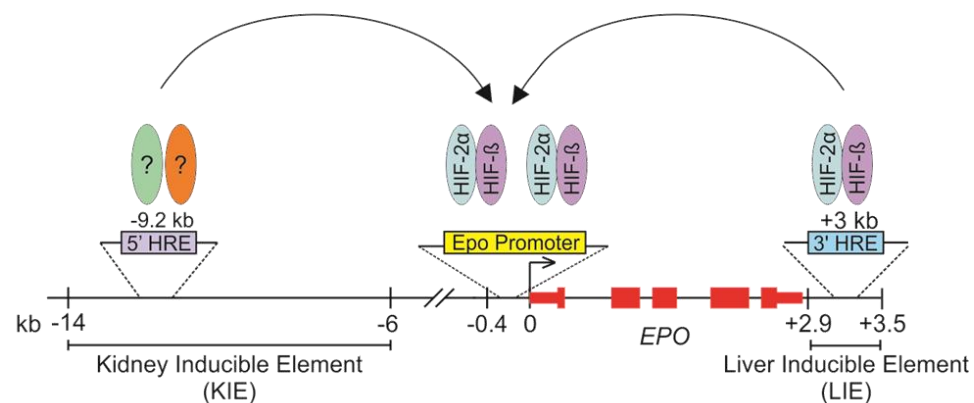 ? ?
HIF-2α HIF-ß HIF-2α HIF-ß
HIF-2α HIF-ß
-9.2 kb
+3 kb
5' HRE
Epo Promoter
3' HRE
kb -14 -6 -0.4 0 EPO +2.9 +3.5
Kidney Inducible Element
(KIE)
Liver Inducible Element
(LIE)